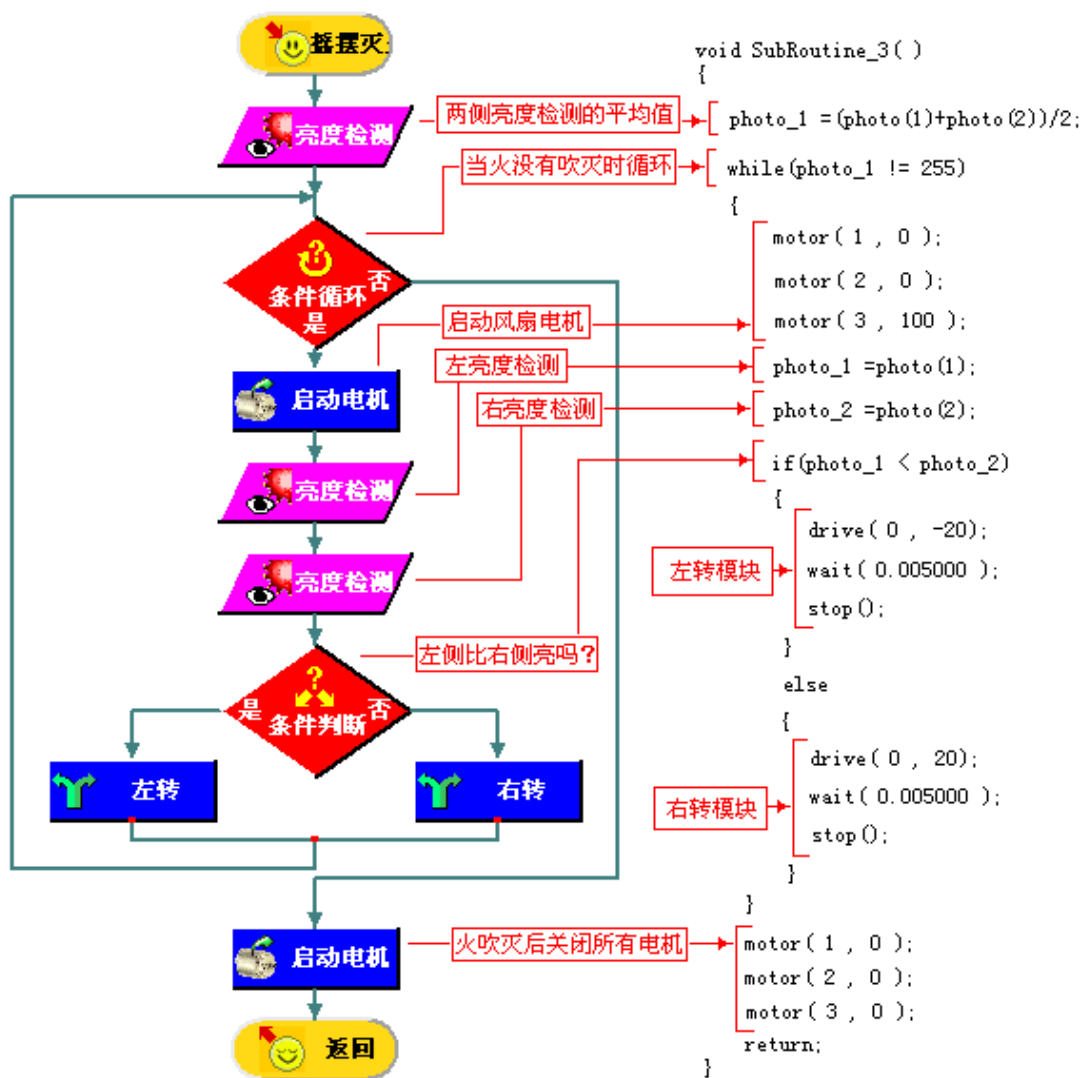 摇摆灭
亮度检测
条件循环
是
否
启动电机
亮度检测
亮度检测
条件判断
是
否
左转
右转
启动电机
返回
两侧亮度检测的平均值
当火没有吹灭时循环
启动风扇电机
左亮度检测
右亮度检测
左侧比右侧亮吗?
左转模块
右转模块
火吹灭后关闭所有电机
void SubRoutine_3( )
{
photo_1 =(photo(1)+photo(2))/2;
while(photo_1 != 255)
{
motor( 1 , 0 );
motor( 2 , 0 );
motor( 3 , 100 );
photo_1 =photo(1);
photo_2 =photo(2);
if(photo_1 < photo_2)
{
drive( 0 , -20);
wait( 0.005000 );
stop();
}
else
{
drive( 0 , 20);
wait( 0.005000 );
stop();
}
}
motor( 1 , 0 );
motor( 2 , 0 );
motor( 3 , 0 );
return;
}